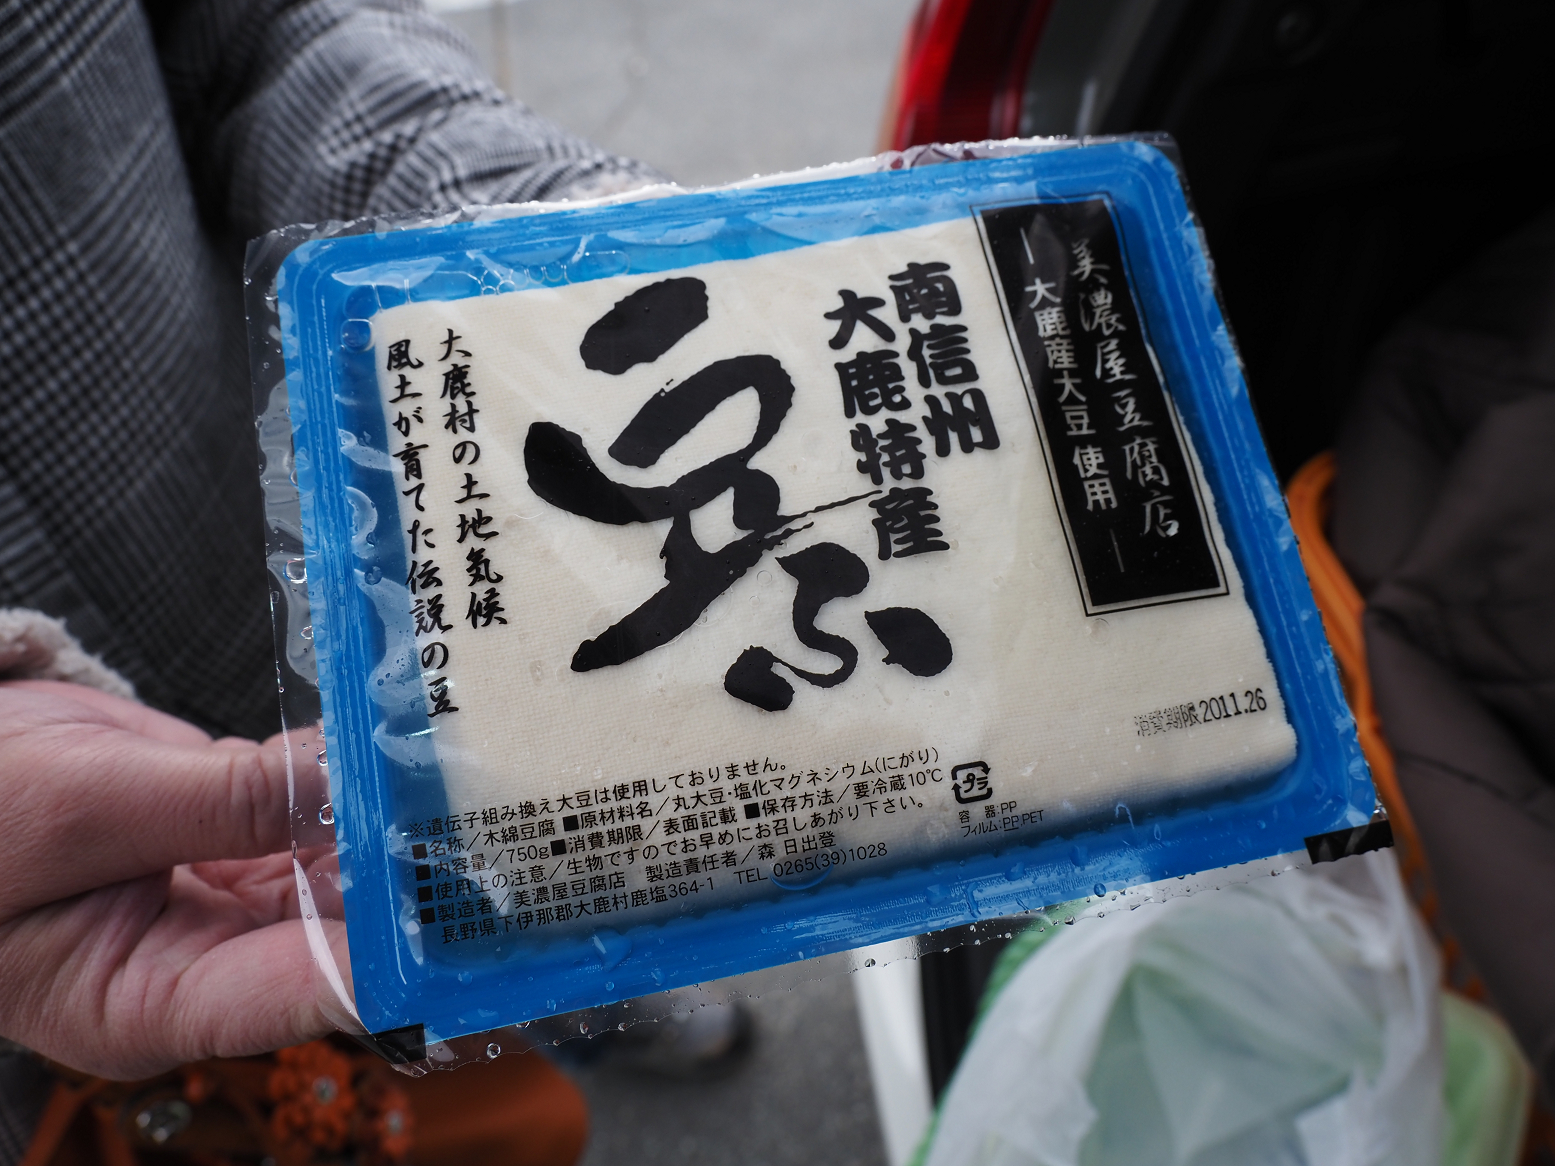 美濃屋豆腐店
｜大鹿産大豆 使用｜
南信州
大鹿特産
豆ふ
大鹿村の土地気候
風土が育てた伝説の豆
消費期限2011.26
※遺伝子組み換え大豆は使用しておりません。
■名称／木綿豆腐 ■原材料名／丸大豆・塩化マグネシウム(にがり)
■内容量／750g ■消費期限／表面記載 ■保存方法／要冷蔵10℃
■使用上の注意／生物ですのでお早めにお召しあがり下さい。
■製造者／美濃屋豆腐店 製造責任者／森 日出登
長野県下伊那郡大鹿村鹿塩364-1 TEL 0265(39)1028
プラ
容 器:PP
フィルム:PP PET